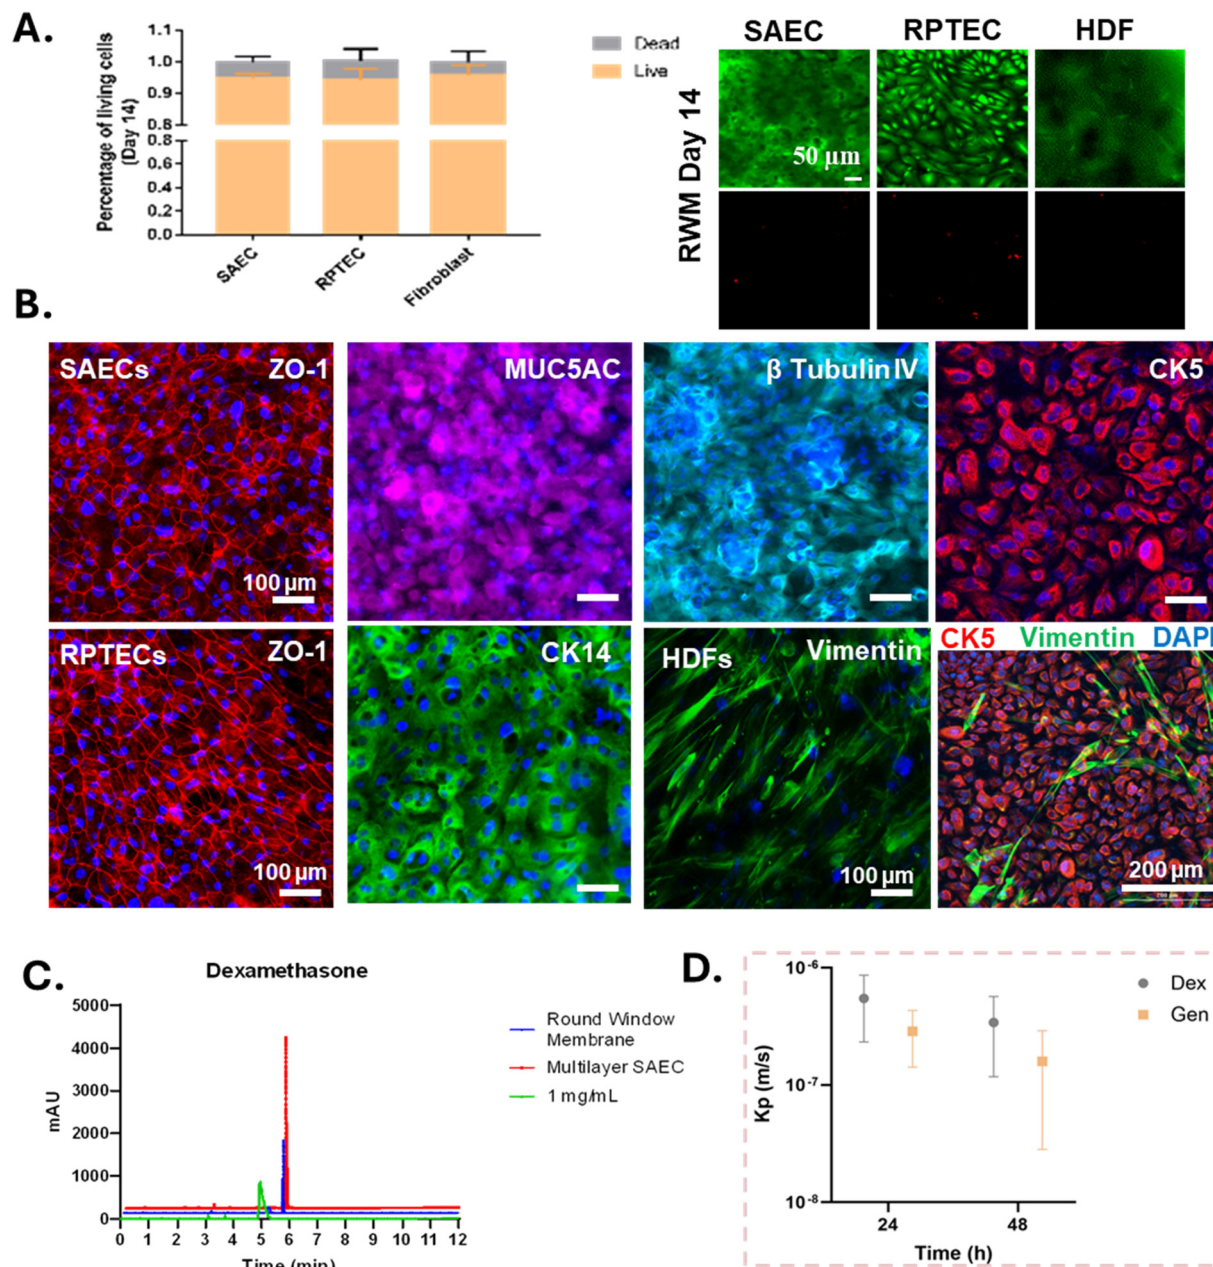 A.
Percentage of living cells
(Day 14)
1.1
1.0
0.9
0.8
0.8
0.6
0.4
0.2
0.0
SAEC
RPTEC
Fibroblast
Dead
Live
SAEC RPTEC HDF
RWM Day 14
50 µm
B.
SAECs ZO-1
100 µm
MUC5AC
β Tubulin IV
CK5
RPTECs ZO-1
100 µm
CK14
HDFs Vimentin
100 µm
CK5 Vimentin DAPI
200 µm
C.
Dexamethasone
mAU
5000
4000
3000
2000
1000
0
0 1 2 3 4 5 6 7 8 9 10 11 12
Time (min)
Round Window
Membrane
Multilayer SAEC
1 mg/mL
D.
Kp (m/s)
10-6
10-7
10-8
24 48
Time (h)
Dex
Gen